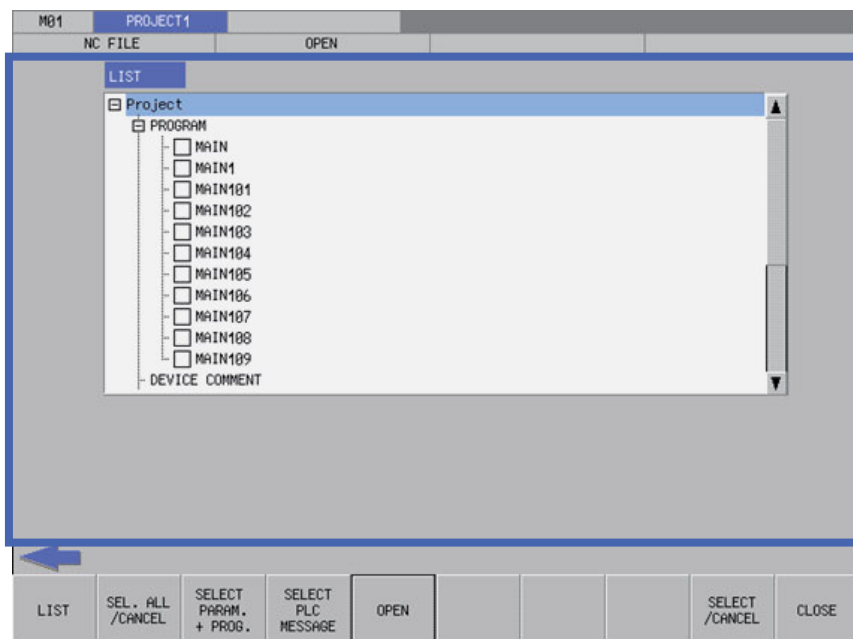 M01 PROJECT1
NC FILE OPEN
LIST
Project
PROGRAM
MAIN
MAIN1
MAIN101
MAIN102
MAIN103
MAIN104
MAIN105
MAIN106
MAIN107
MAIN108
MAIN109
DEVICE COMMENT
LIST
SEL. ALL
/CANCEL
SELECT
PARAM.
+ PROG.
SELECT
PLC
MESSAGE
OPEN
SELECT
/CANCEL
CLOSE